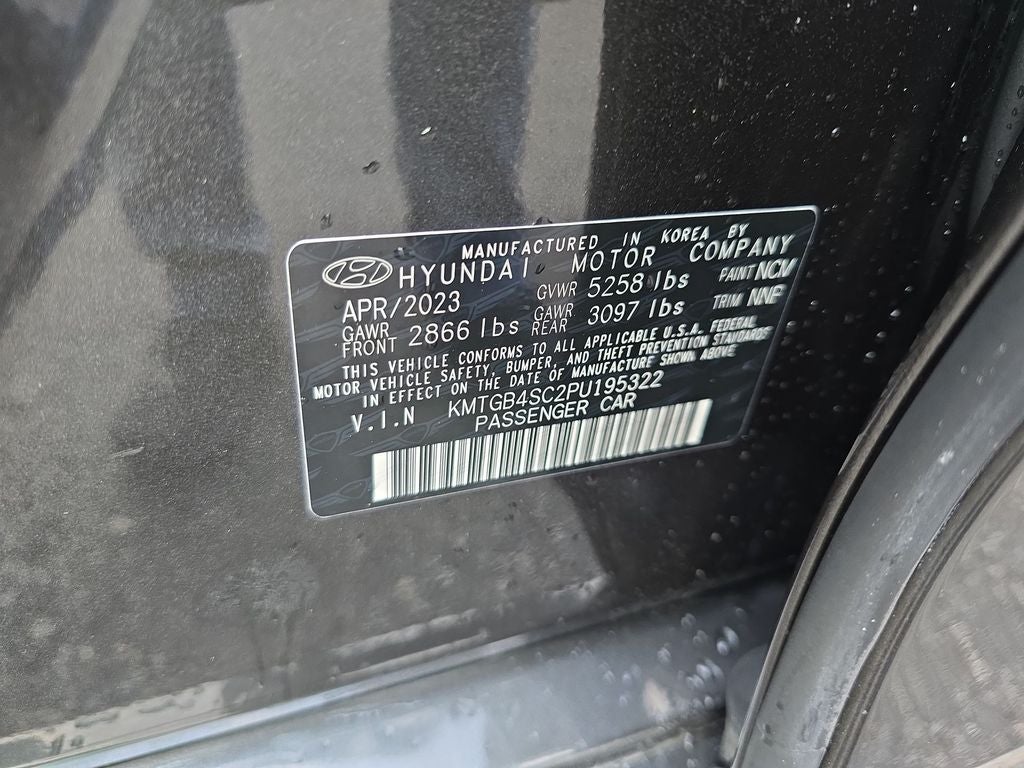 MANUFACTURED IN KOREA BY
HYUNDAI MOTOR COMPANY
APR/2023 GVWR 5258 lbs PAINT NCM
GAWR FRONT 2866 lbs GAWR REAR 3097 lbs TRIM NNB
THIS VEHICLE CONFORMS TO ALL APPLICABLE U.S.A. FEDERAL
MOTOR VEHICLE SAFETY, BUMPER, AND THEFT PREVENTION STANDARDS
IN EFFECT ON THE DATE OF MANUFACTURE SHOWN ABOVE
V.I.N KMTGB4SC2PU195322
PASSENGER CAR